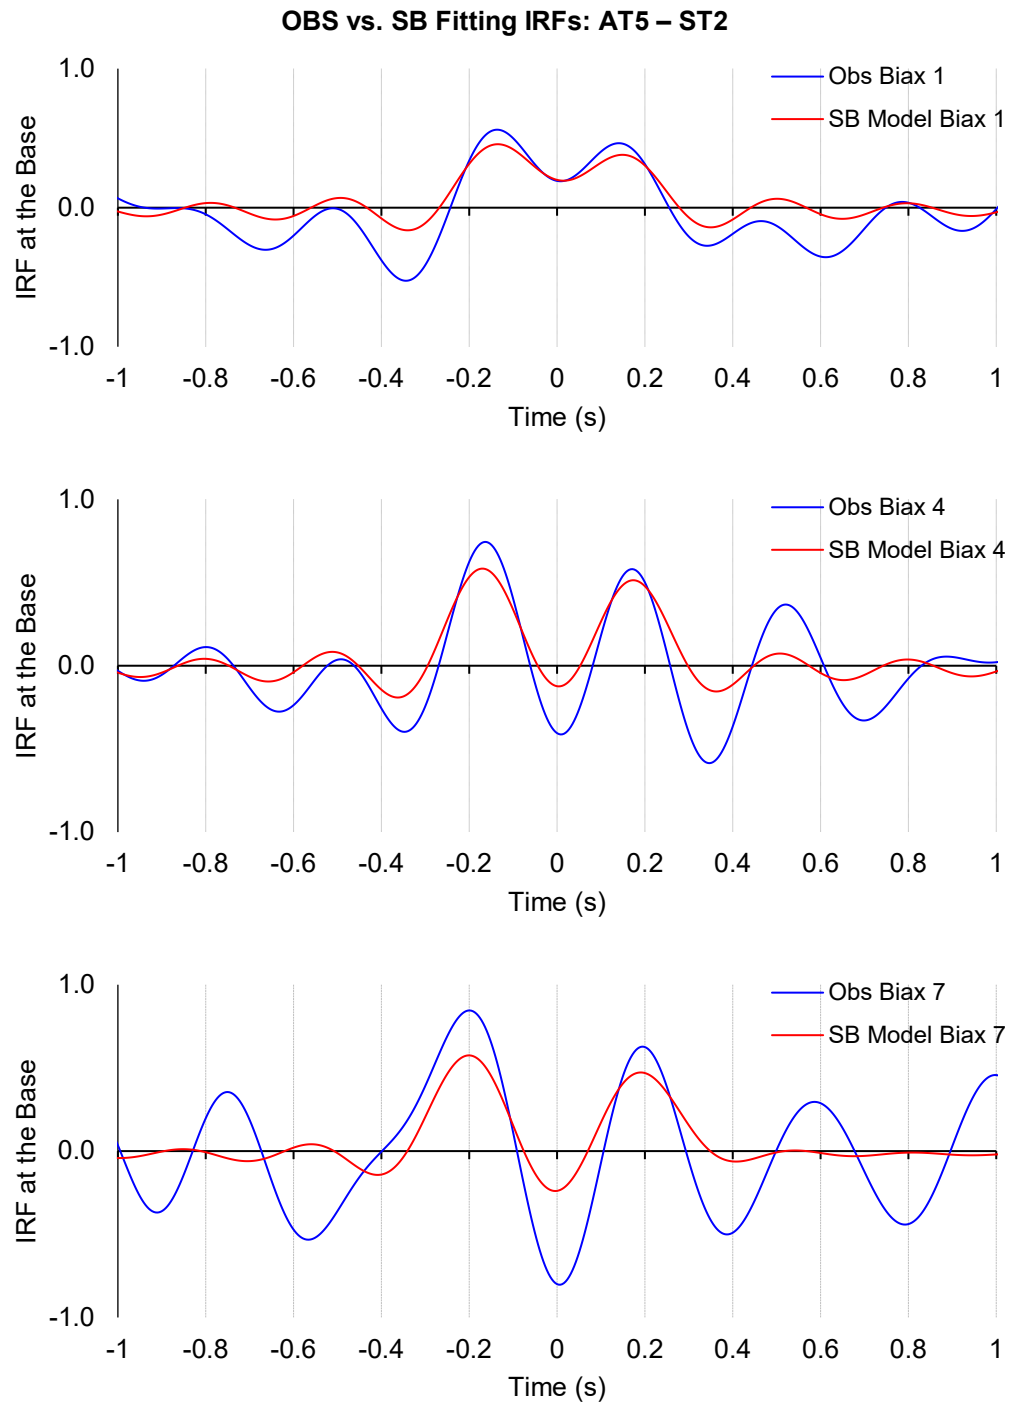 OBS vs. SB Fitting IRFs: AT5 – ST2
1.0
Obs Biax 1
SB Model Biax 1
IRF at the Base
0.0
-1.0
-1 -0.8 -0.6 -0.4 -0.2 0 0.2 0.4 0.6 0.8 1
Time (s)
1.0
Obs Biax 4
SB Model Biax 4
IRF at the Base
0.0
-1.0
-1 -0.8 -0.6 -0.4 -0.2 0 0.2 0.4 0.6 0.8 1
Time (s)
1.0
Obs Biax 7
SB Model Biax 7
IRF at the Base
0.0
-1.0
-1 -0.8 -0.6 -0.4 -0.2 0 0.2 0.4 0.6 0.8 1
Time (s)